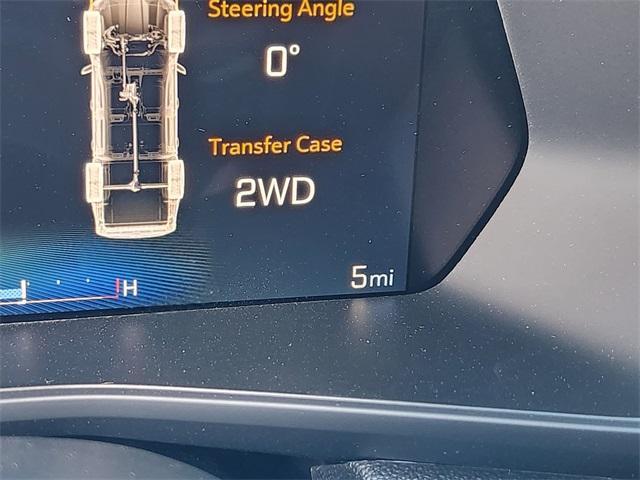 Steering Angle
0°
Transfer Case
2WD
5mi
H